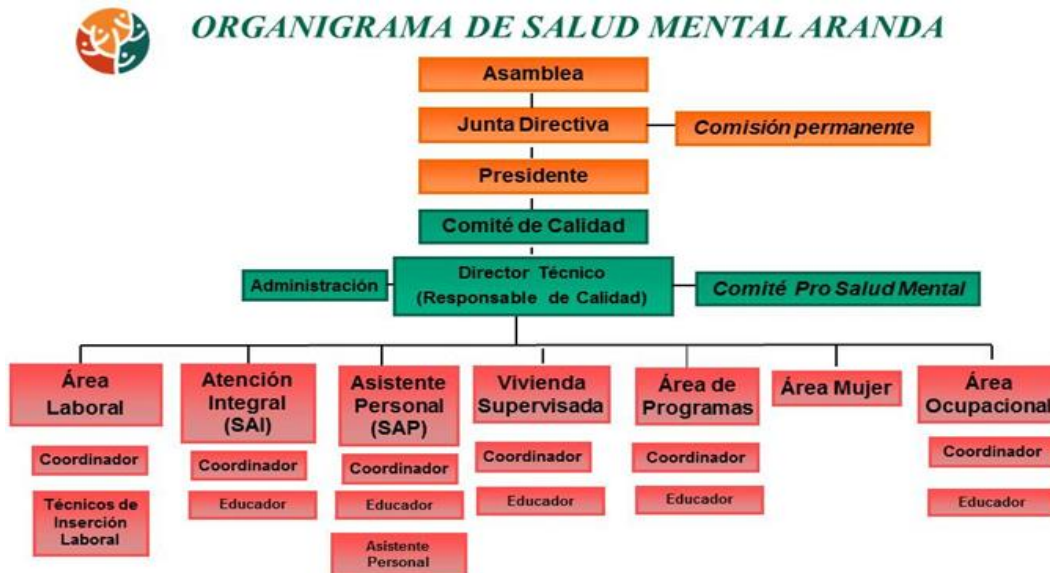 ORGANIGRAMA DE SALUD MENTAL ARANDA
Asamblea
Junta Directiva
Comisión permanente
Presidente
Comité de Calidad
Administración
Director Técnico
(Responsable de Calidad)
Comité Pro Salud Mental
Área
Laboral
Coordinador
Técnicos de
Inserción
Laboral
Atención
Integral
(SAI)
Coordinador
Educador
Asistente
Personal
(SAP)
Coordinador
Educador
Asistente
Personal
Vivienda
Supervisada
Coordinador
Educador
Área de
Programas
Coordinador
Educador
Área Mujer
Área
Ocupacional
Coordinador
Educador